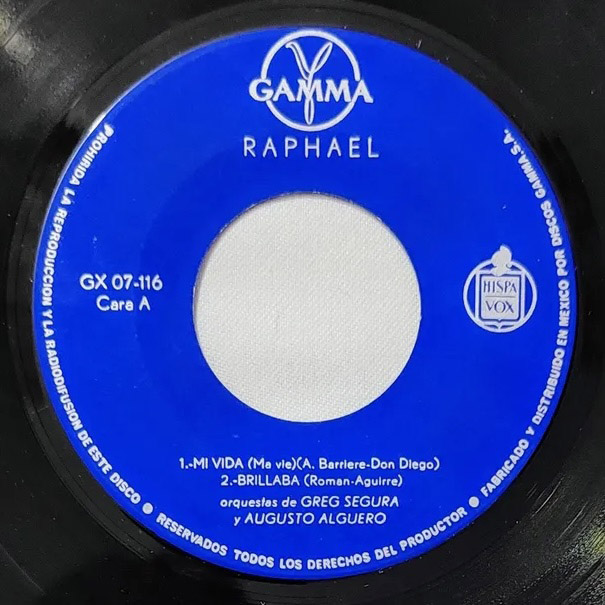 GAMMA
RAPHAEL
GX 07-116
Cara A
HISPA
VOX
1.-MI VIDA (Ma vie)(A. Barriere-Don Diego)
2.-BRILLABA (Roman-Aguirre)
orquestas de GREG SEGURA
y AUGUSTO ALGUERO
PROHIBIDA LA REPRODUCCION Y LA RADIODIFUSION DE ESTE DISCO ● RESERVADOS TODOS LOS DERECHOS DEL PRODUCTOR ● FABRICADO Y DISTRIBUIDO EN MEXICO POR DISCOS GAMMA, S.A.